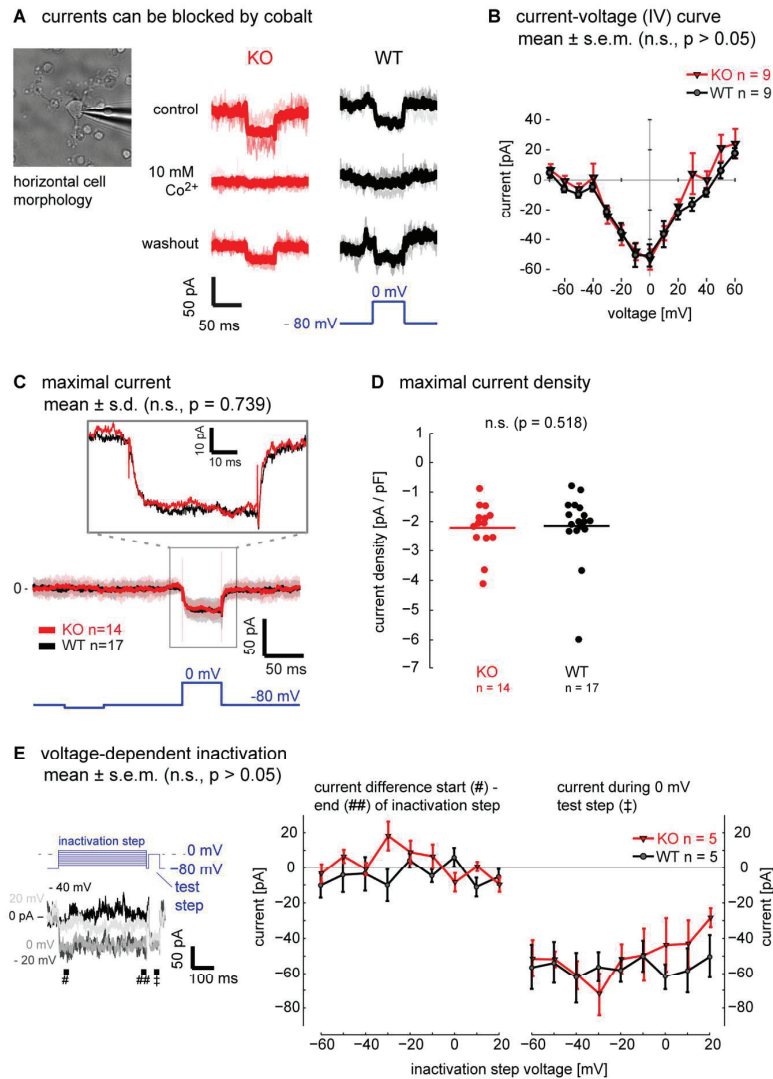 A currents can be blocked by cobalt
KO
WT
control
10 mM
Co2+
washout
horizontal cell
morphology
50 pA
50 ms
0 mV
- 80 mV
B current-voltage (IV) curve
mean ± s.e.m. (n.s., p > 0.05)
KO n = 9
WT n = 9
current [pA]
40
20
0
-20
-40
-60
-60 -40 -20 0 20 40 60
voltage [mV]
C maximal current
mean ± s.d. (n.s., p = 0.739)
10 pA
10 ms
0 -
KO n=14
WT n=17
50 pA
50 ms
0 mV
-80 mV
D maximal current density
n.s. (p = 0.518)
current density [pA / pF]
1
0
−1
−2
−3
−4
−5
−6
−7
KO
n = 14
WT
n = 17
E voltage-dependent inactivation
mean ± s.e.m. (n.s., p > 0.05)
inactivation step
0 mV
−80 mV
test
step
- 40 mV
20 mV
0 pA
0 mV
- 20 mV
# ## ‡
50 pA
100 ms
current difference start (#) -
end (##) of inactivation step
current [pA]
20
0
−20
−40
−60
−80
−60 −40 −20 0 20
current during 0 mV
test step (‡)
KO n = 5
WT n = 5
−60 −40 −20 0 20
20
0
−20
−40
−60
−80
current [pA]
inactivation step voltage [mV]